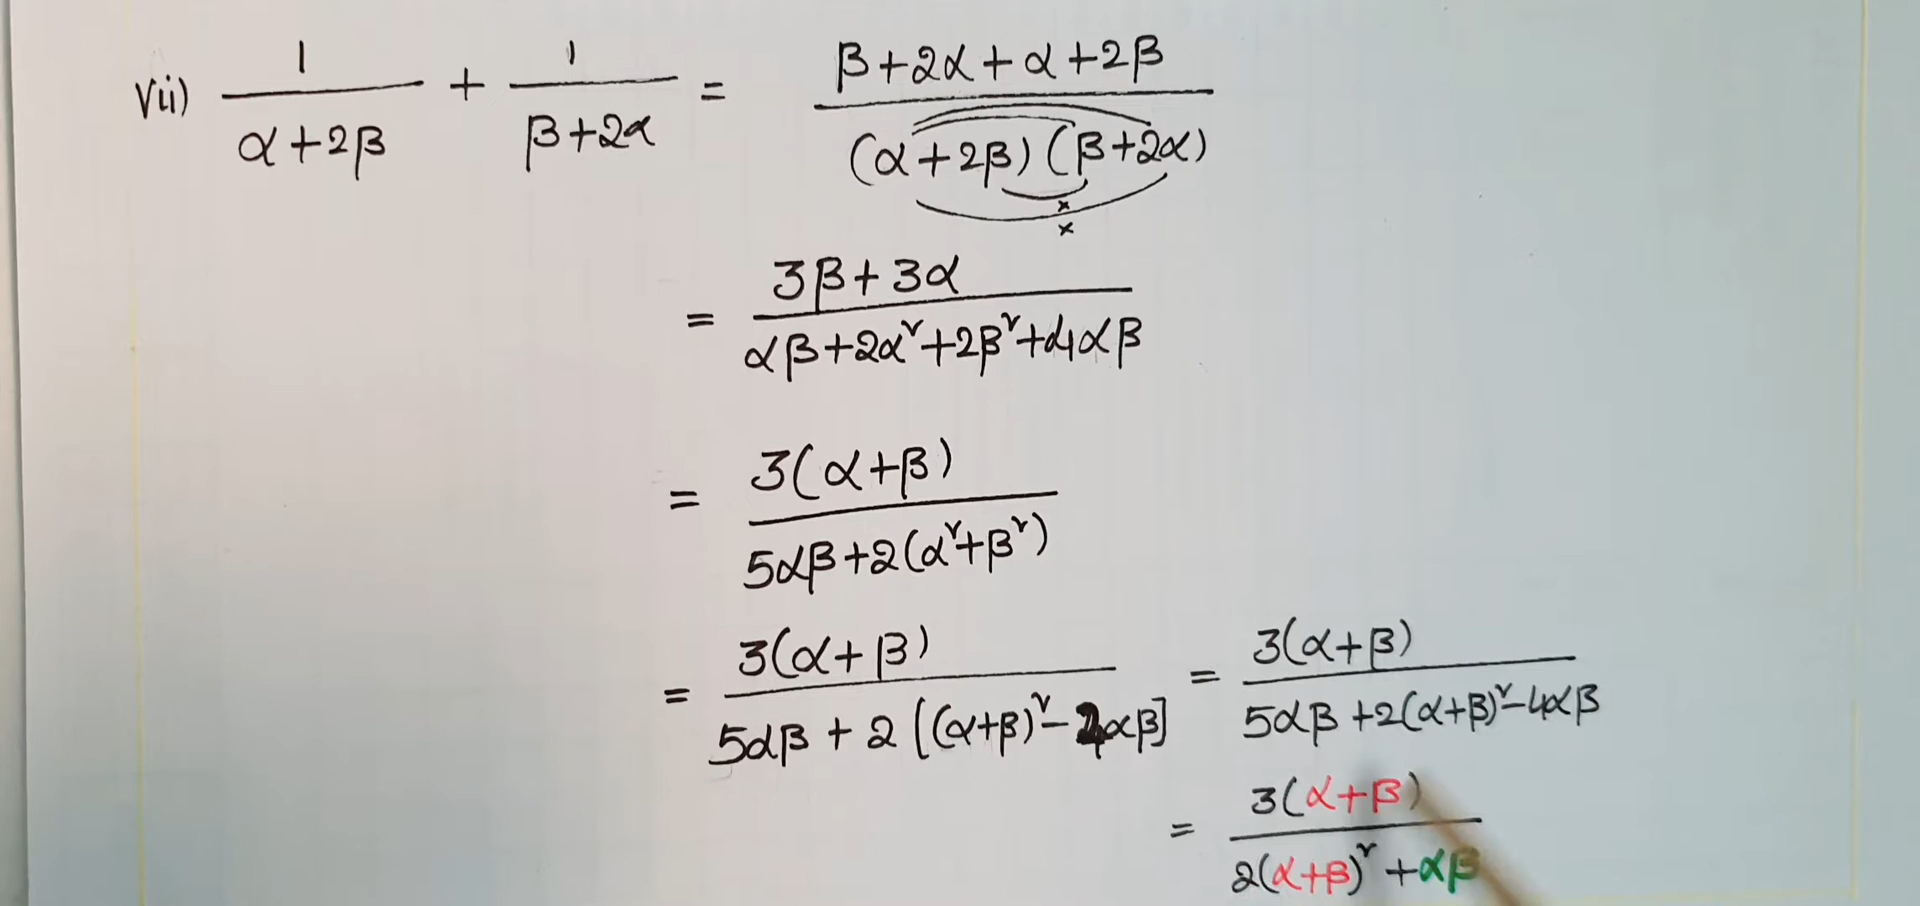 vii) 1/(α+2β) + 1/(β+2α) = (β+2α+α+2β)/((α+2β)(β+2α))
= (3β+3α)/(αβ+2α²+2β²+4αβ)
= 3(α+β)/(5αβ+2(α²+β²))
= 3(α+β)/(5αβ+2[(α+β)²-2αβ]) = 3(α+β)/(5αβ+2(α+β)²-4αβ)
= 3(α+β)/(2(α+β)²+αβ)